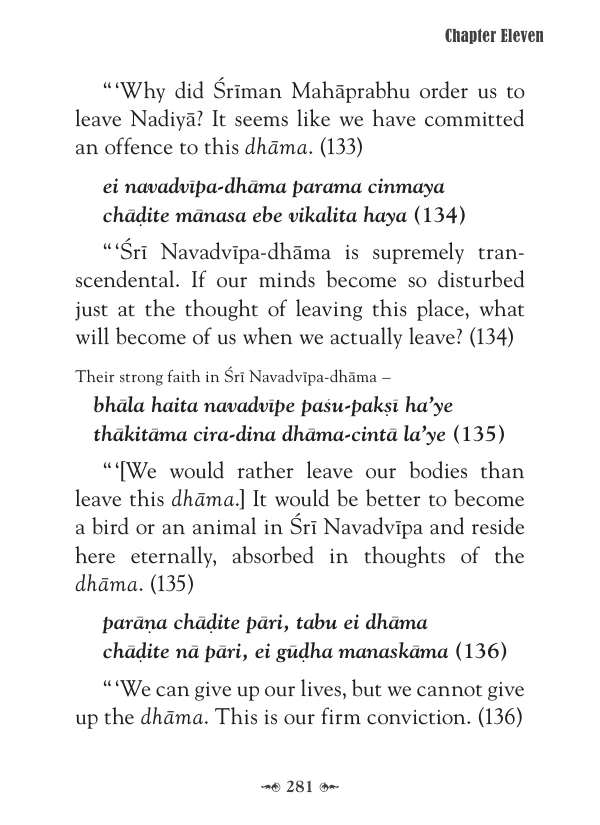 Chapter Eleven
“ ‘Why did Śrīman Mahāprabhu order us to
leave Nadiyā? It seems like we have committed
an offence to this dhāma. (133)
ei navadvīpa-dhāma parama cinmaya
chāḍite mānasa ebe vikalita haya (134)
“ ‘Śrī Navadvīpa-dhāma is supremely tran-
scendental. If our minds become so disturbed
just at the thought of leaving this place, what
will become of us when we actually leave? (134)
Their strong faith in Śrī Navadvīpa-dhāma –
bhāla haita navadvīpe paśu-pakṣī ha’ye
thākitāma cira-dina dhāma-cintā la’ye (135)
“ ‘[We would rather leave our bodies than
leave this dhāma.] It would be better to become
a bird or an animal in Śrī Navadvīpa and reside
here eternally, absorbed in thoughts of the
dhāma. (135)
parāṇa chāḍite pāri, tabu ei dhāma
chāḍite nā pāri, ei gūḍha manaskāma (136)
“ ‘We can give up our lives, but we cannot give
up the dhāma. This is our firm conviction. (136)
281